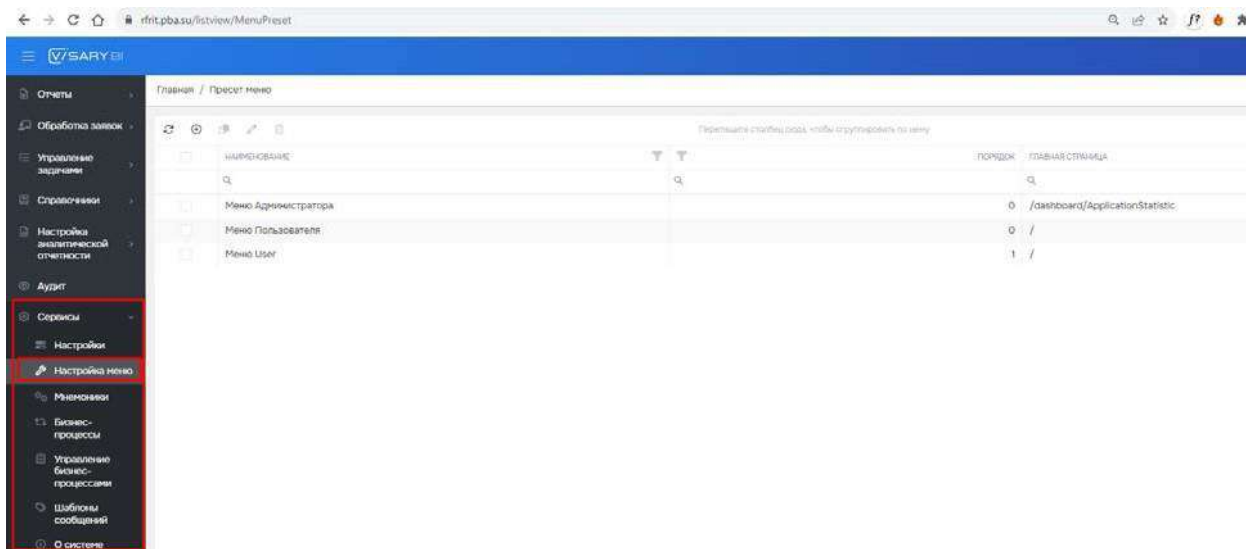 rfrit.pba.su/listview/MenuPreset
VISARY BI
Отчеты
Главная / Пресет меню
Обработка заявок
Перетащите столбец сюда, чтобы сгруппировать по нему
Управление
задачами
НАИМЕНОВАНИЕ
ПОРЯДОК
ГЛАВНАЯ СТРАНИЦА
Справочники
Меню Администратора
0
/dashboard/ApplicationStatistic
Настройка
аналитической
отчетности
Меню Пользователя
0
/
Меню User
1
/
Аудит
Сервисы
Настройки
Настройка меню
Мнемоники
Бизнес-
процессы
Управление
бизнес-
процессами
Шаблоны
сообщений
О системе